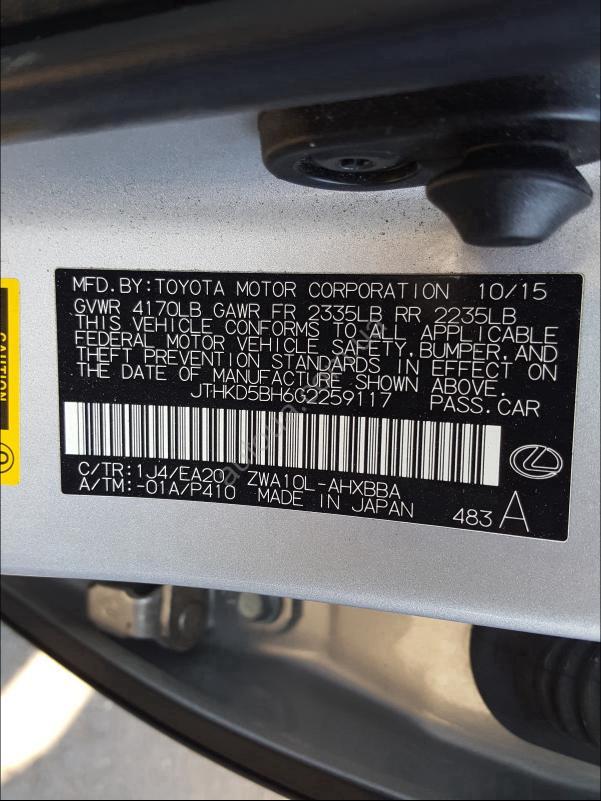 MFD.BY:TOYOTA MOTOR CORPORATION 10/15
GVWR 4170LB GAWR FR 2335LB RR 2235LB
THIS VEHICLE CONFORMS TO ALL APPLICABLE
FEDERAL MOTOR VEHICLE SAFETY,BUMPER,AND
THEFT PREVENTION STANDARDS IN EFFECT ON
THE DATE OF MANUFACTURE SHOWN ABOVE.
JTHKD5BH6G2259117 PASS.CAR
C/TR:1J4/EA20 ZWA10L-AHXBBA
A/TM:-01A/P410 MADE IN JAPAN 483 A
CAUTION